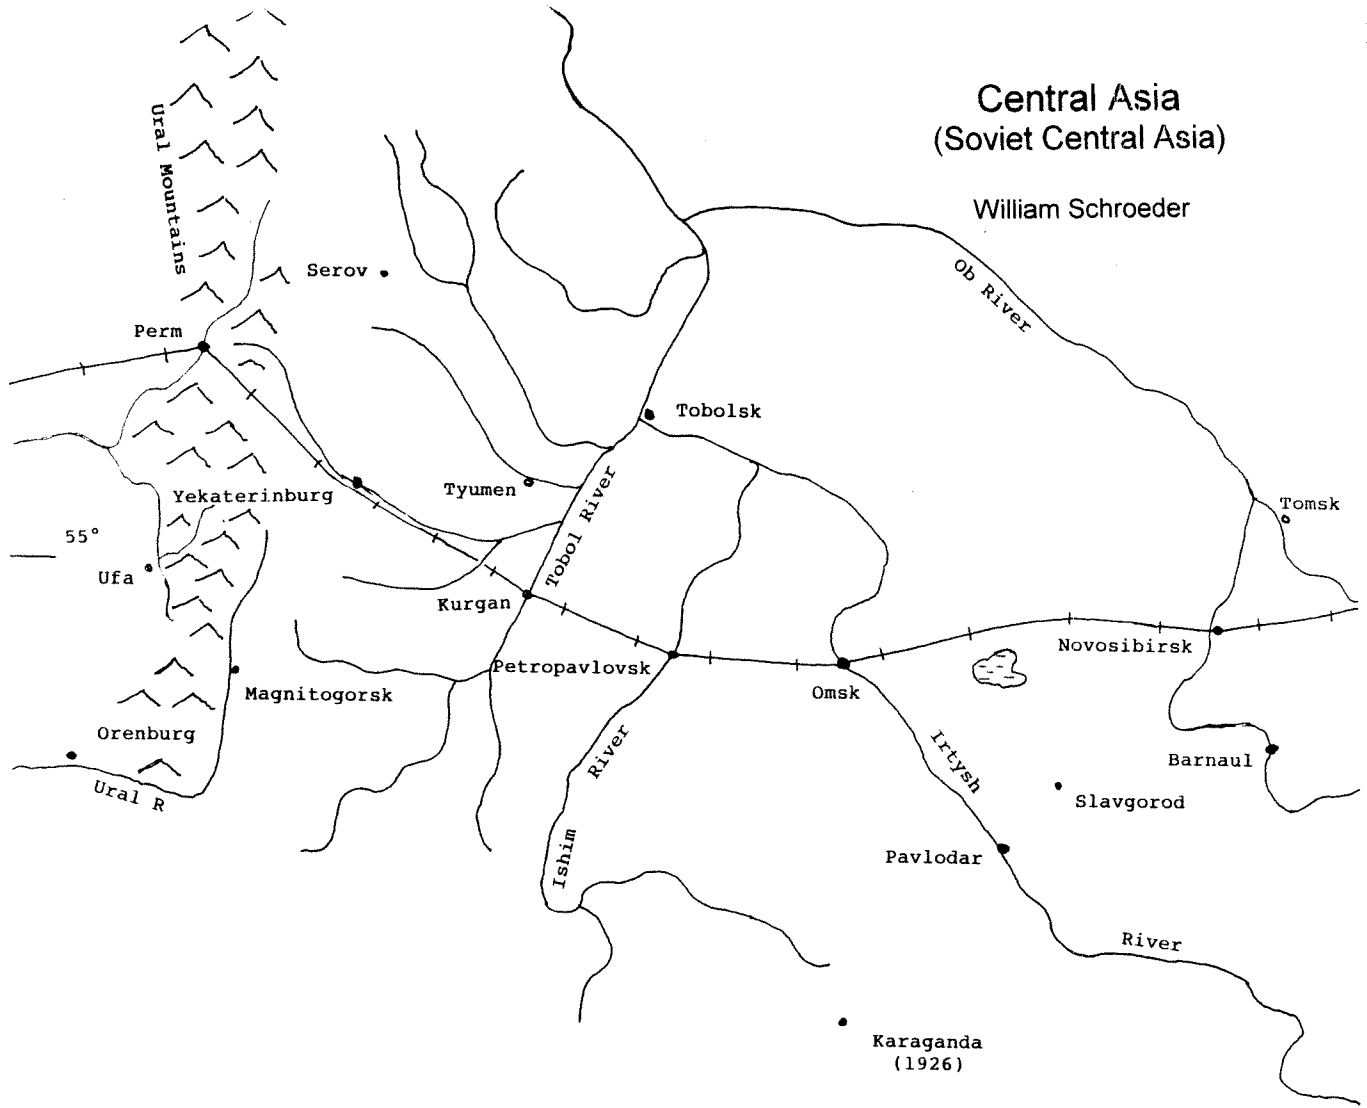 Central Asia
(Soviet Central Asia)
William Schroeder
Ural Mountains
Ob River
Serov
Perm
Tobolsk
Yekaterinburg
Tyumen
Tobol River
Tomsk
55°
Ufa
Kurgan
Petropavlovsk
Novosibirsk
Magnitogorsk
Omsk
Orenburg
Ural R
River
Ishim
Irtysh
Barnaul
Slavgorod
Pavlodar
River
Karaganda
(1926)